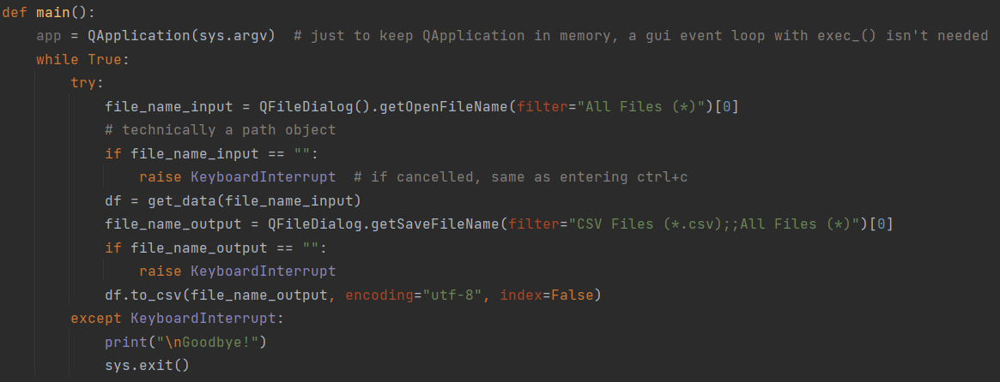 def main():
    app = QApplication(sys.argv)  # just to keep QApplication in memory, a gui event loop with exec_() isn't needed
    while True:
        try:
            file_name_input = QFileDialog().getOpenFileName(filter="All Files (*)")[0]
            # technically a path object
            if file_name_input == "":
                raise KeyboardInterrupt  # if cancelled, same as entering ctrl+c
            df = get_data(file_name_input)
            file_name_output = QFileDialog.getSaveFileName(filter="CSV Files (*.csv);;All Files (*)")[0]
            if file_name_output == "":
                raise KeyboardInterrupt
            df.to_csv(file_name_output, encoding="utf-8", index=False)
        except KeyboardInterrupt:
            print("\nGoodbye!")
            sys.exit()